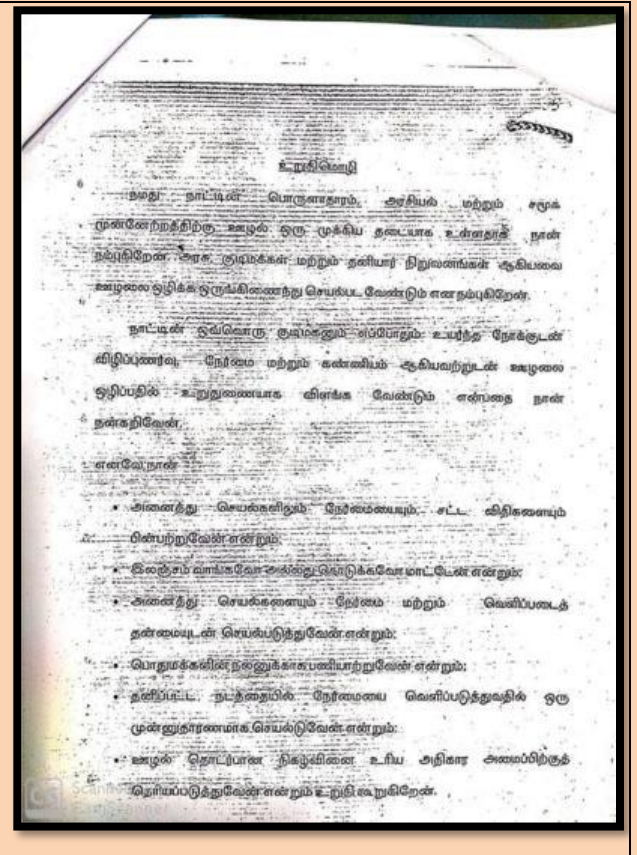 உறுதிமொழி
நமது நாட்டின் பொருளாதாரம், அரசியல் மற்றும் சமூக
முன்னேற்றத்திற்கு ஊழல் ஒரு முக்கிய தடையாக உள்ளதாக நான்
நம்புகிறேன். அரசு, குடிமக்கள் மற்றும் தனியார் நிறுவனங்கள் ஆகியவை
ஊழலை ஒழிக்க ஒருங்கிணைந்து செயல்பட வேண்டும் என நம்புகிறேன்.
நாட்டின் ஒவ்வொரு குடிமகனும் எப்போதும் உயர்ந்த நோக்குடன்
விழிப்புணர்வு, நேர்மை மற்றும் கண்ணியம் ஆகியவற்றுடன் ஊழலை
ஒழிப்பதில் உறுதுணையாக விளங்க வேண்டும் என்பதை நான்
நன்கறிவேன்.
எனவே, நான்
• அனைத்து செயல்களிலும் நேர்மையையும், சட்ட விதிகளையும்
பின்பற்றுவேன் என்றும்;
• இலஞ்சம் வாங்கவோ அல்லது கொடுக்கவோ மாட்டேன் என்றும்;
• அனைத்து செயல்களையும் நேர்மை மற்றும் வெளிப்படைத்
தன்மையுடன் செயல்படுத்துவேன் என்றும்;
• பொதுமக்களின் நலனுக்காக பணியாற்றுவேன் என்றும்;
• தனிப்பட்ட நடத்தையில் நேர்மையை வெளிப்படுத்துவதில் ஒரு
முன்னுதாரணமாக செயல்டுவேன் என்றும்;
• ஊழல் தொடர்பான நிகழ்வினை உரிய அதிகார அமைப்பிற்குத்
தெரியப்படுத்துவேன் என்றும் உறுதி கூறுகிறேன்.
CS